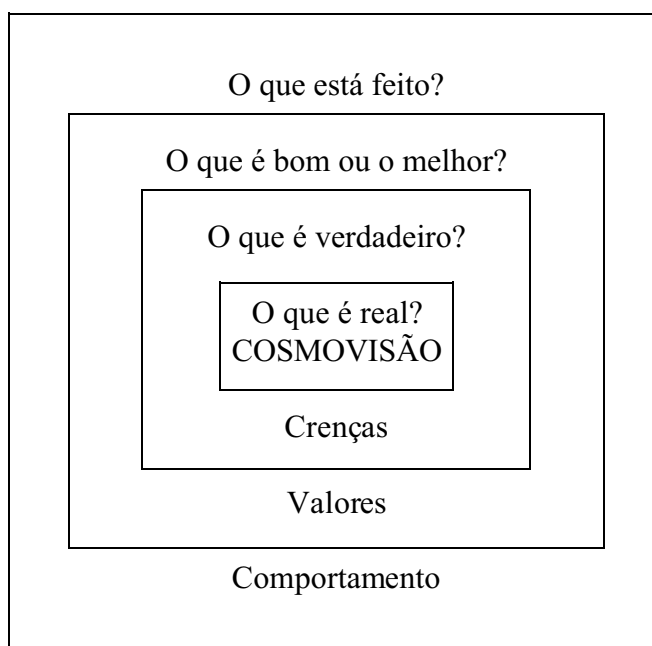 O que está feito?
O que é bom ou o melhor?
O que é verdadeiro?
O que é real?
COSMOVISÃO
Crenças
Valores
Comportamento